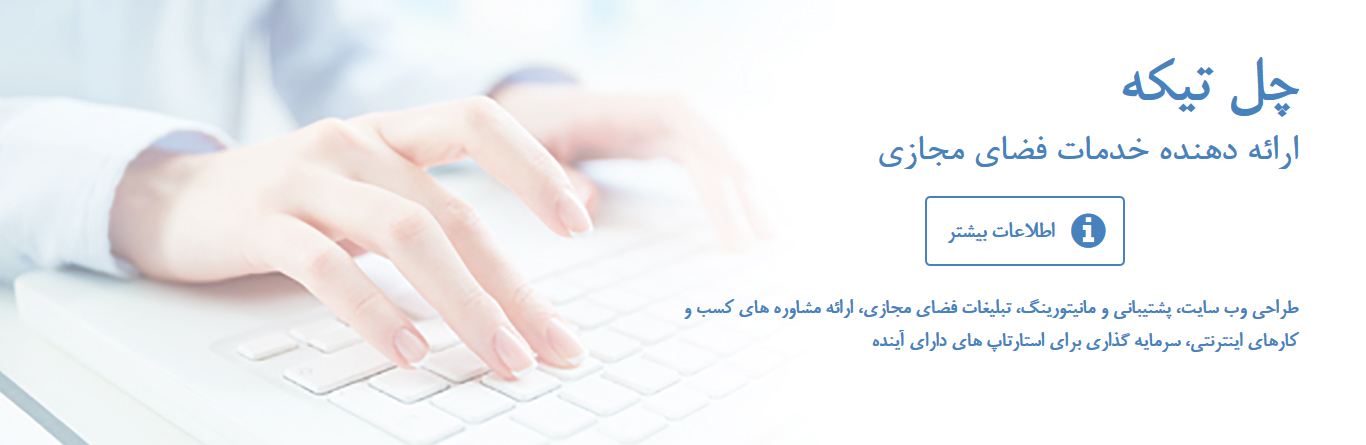 چل تیکه
ارائه دهنده خدمات فضای مجازی
اطلاعات بیشتر
طراحی وب سایت، پشتیبانی و مانیتورینگ، تبلیغات فضای مجازی، ارائه مشاوره های کسب و
کارهای اینترنتی، سرمایه گذاری برای استارتاپ های دارای آینده